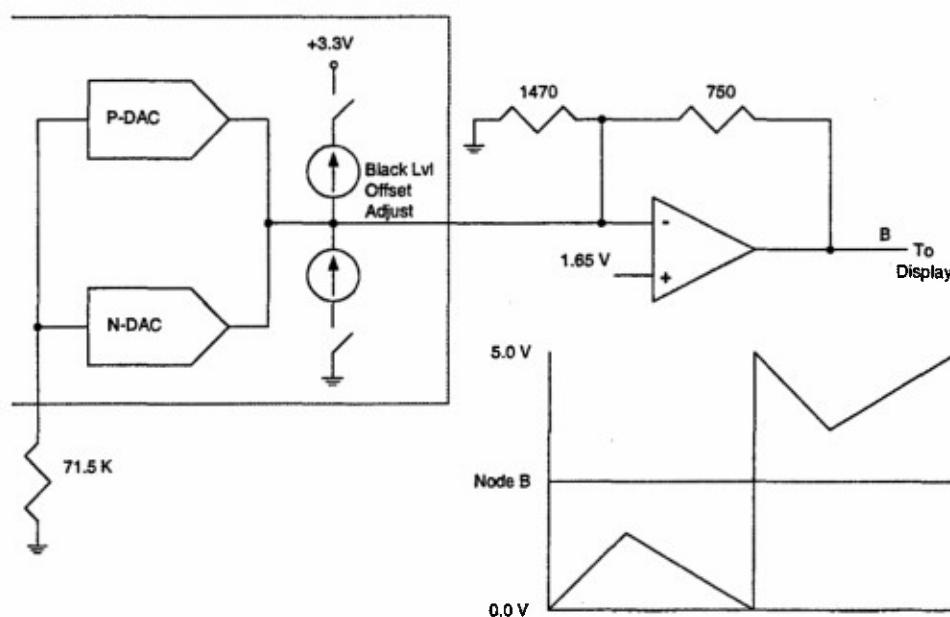 +3.3V
P-DAC
1470
750
Black Lvl
Offset
Adjust
-
B
To
Display
1.65 V
+
N-DAC
5.0 V
71.5 K
Node B
0.0 V